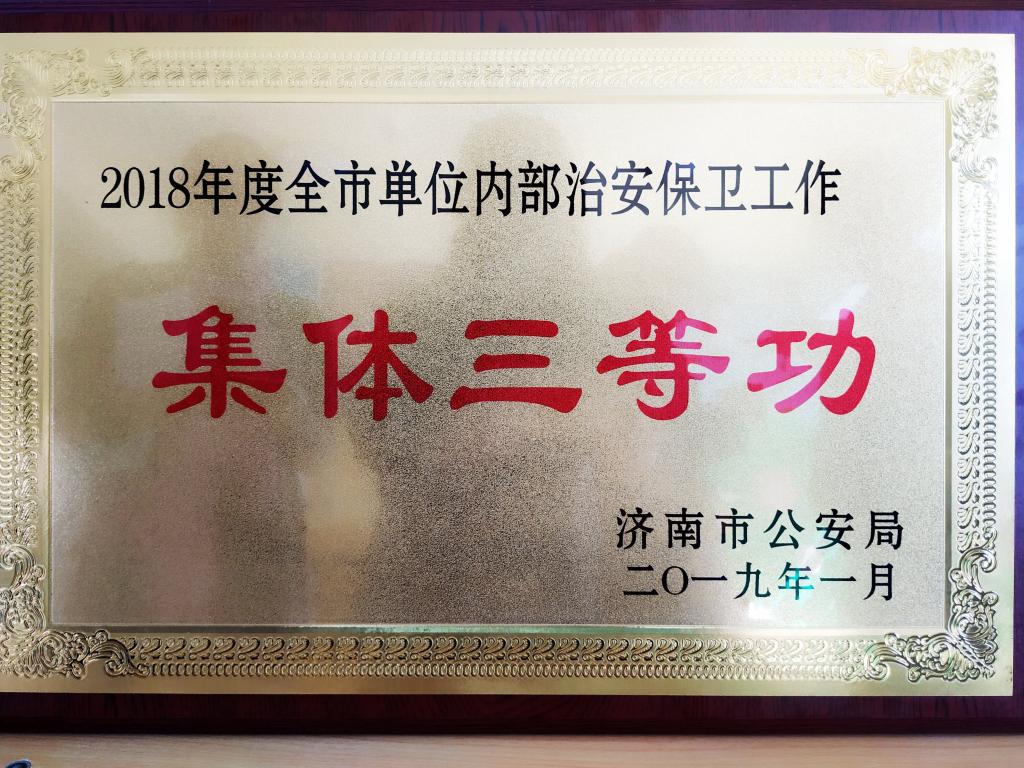 2018年度全市单位内部治安保卫工作
集体三等功
济南市公安局
二〇一九年一月